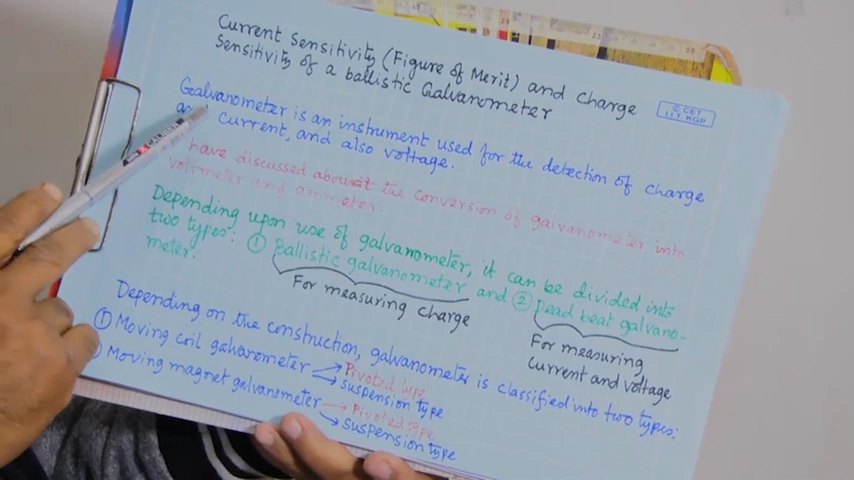 Current Sensitivity (Figure of Merit) and charge
Sensitivity of a ballistic Galvanometer
© CET
I.I.T. KGP
Galvanometer is an instrument used for the detection of charge
and current, and also voltage.
have discussed about the conversion of galvanometer into
voltmeter and ammeter.
Depending upon use of galvanometer, it can be divided into
two types: ① Ballistic galvanometer and ② Dead beat galvano-
meter.
For measuring charge
For measuring
current and voltage
Depending on the construction, galvanometer is classified into two types:
① Moving coil galvanometer → Pivoted type
→ suspension type
Moving magnet galvanometer → Pivoted type
→ suspension type